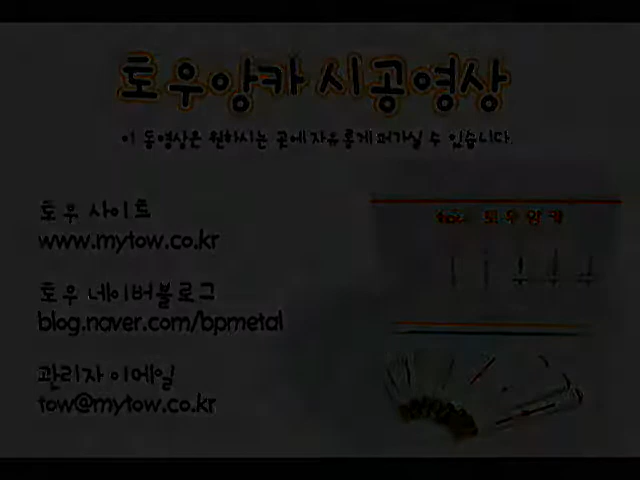 토우앙카 시공영상
이 동영상은 원하시는 곳에 자유롭게 퍼가실 수 있습니다.
토우 사이트
www.mytow.co.kr
토우 네이버블로그
blog.naver.com/bpmetal
관리자 이메일
tow@mytow.co.kr
토우앙카